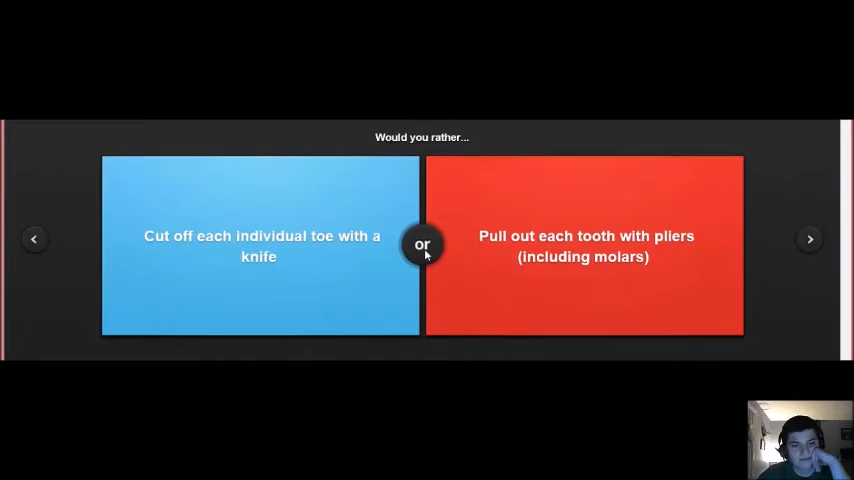 Would you rather...
Cut off each individual toe with a
knife
or
Pull out each tooth with pliers
(including molars)